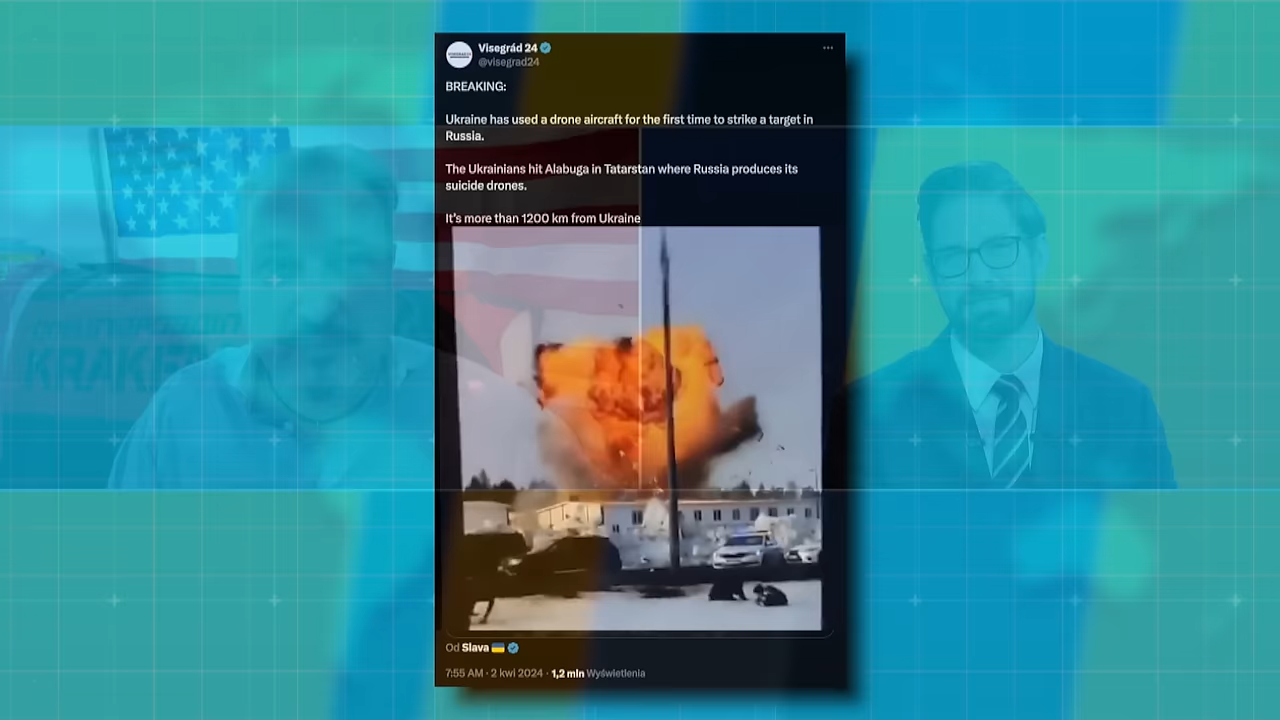 Visegrád 24
@visegrad24
BREAKING:
Ukraine has used a drone aircraft for the first time to strike a target in
Russia.
The Ukrainians hit Alabuga in Tatarstan where Russia produces its
suicide drones.
It's more than 1200 km from Ukraine
Od Slava 🇺🇦
7:55 AM · 2 kwi 2024 · 1,2 mln Wyświetlenia